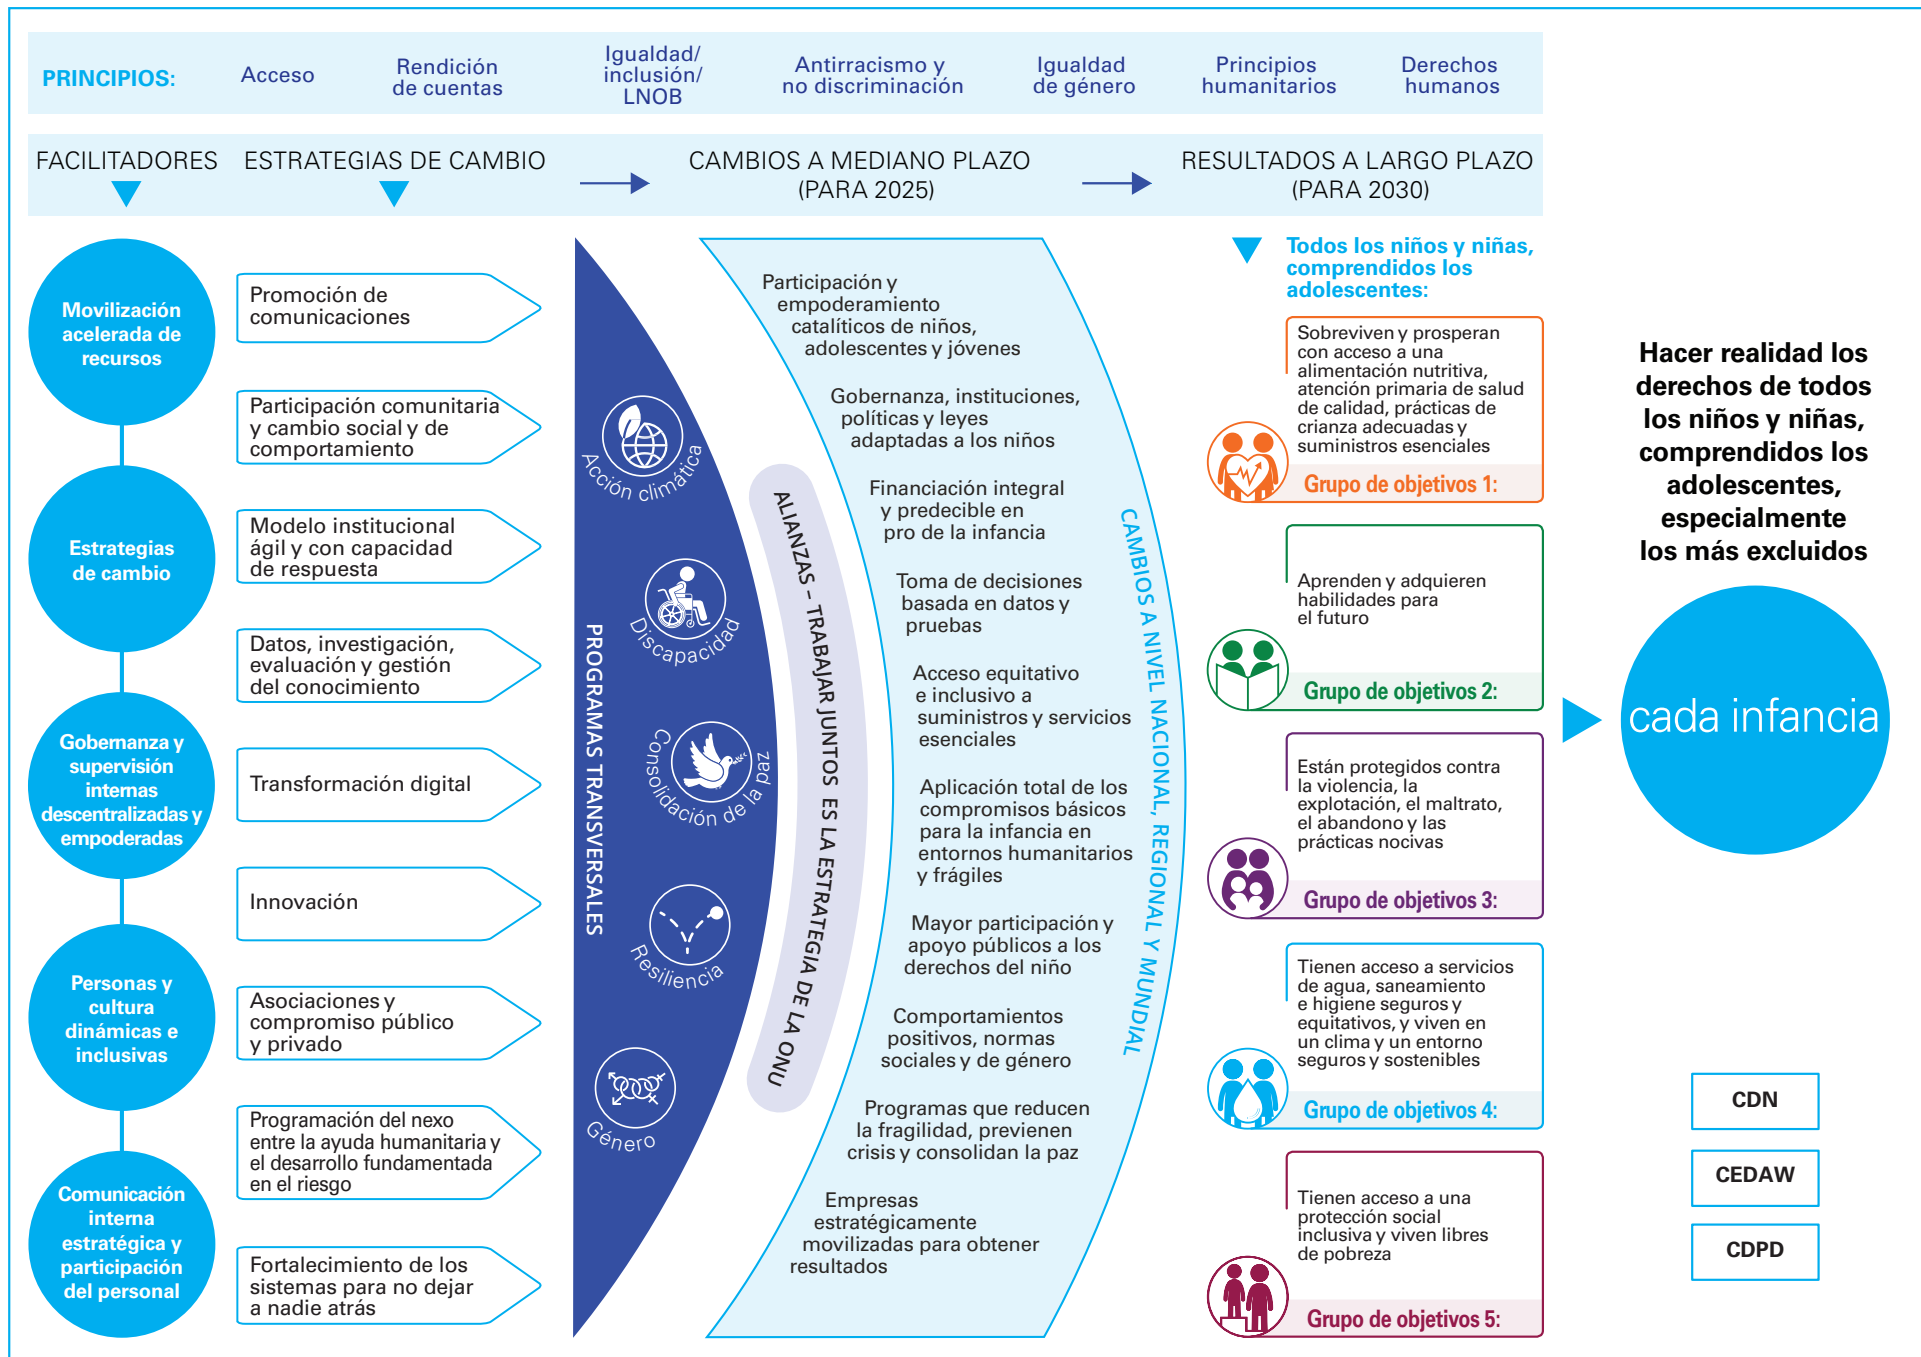 PRINCIPIOS:
Acceso
Rendición
de cuentas
Igualdad/
inclusión/
LNOB
Antirracismo y
no discriminación
Igualdad
de género
Principios
humanitarios
Derechos
humanos
FACILITADORES
ESTRATEGIAS DE CAMBIO
CAMBIOS A MEDIANO PLAZO
(PARA 2025)
RESULTADOS A LARGO PLAZO
(PARA 2030)
Movilización
acelerada de
recursos
Estrategias
de cambio
Gobernanza y
supervisión
internas
descentralizadas y
empoderadas
Personas y
cultura
dinámicas e
inclusivas
Comunicación
interna
estratégica y
participación
del personal
Promoción de
comunicaciones
Participación comunitaria
y cambio social y de
comportamiento
Modelo institucional
ágil y con capacidad
de respuesta
Datos, investigación,
evaluación y gestión
del conocimiento
Transformación digital
Innovación
Asociaciones y
compromiso público
y privado
Programación del nexo
entre la ayuda humanitaria y
el desarrollo fundamentada
en el riesgo
Fortalecimiento de los
sistemas para no dejar
a nadie atrás
PROGRAMAS TRANSVERSALES
Acción climática
Discapacidad
Consolidación de la paz
Resiliencia
Género
ALIANZAS – TRABAJAR JUNTOS ES LA ESTRATEGIA DE LA ONU
Participación y
empoderamiento
catalíticos de niños,
adolescentes y jóvenes
Gobernanza, instituciones,
políticas y leyes
adaptadas a los niños
Financiación integral
y predecible en
pro de la infancia
Toma de decisiones
basada en datos y
pruebas
Acceso equitativo
e inclusivo a
suministros y servicios
esenciales
Aplicación total de los
compromisos básicos
para la infancia en
entornos humanitarios
y frágiles
Mayor participación y
apoyo públicos a los
derechos del niño
Comportamientos
positivos, normas
sociales y de género
Programas que reducen
la fragilidad, previenen
crisis y consolidan la paz
Empresas
estratégicamente
movilizadas para obtener
resultados
CAMBIOS A NIVEL NACIONAL, REGIONAL Y MUNDIAL
Todos los niños y niñas,
comprendidos los
adolescentes:
Sobreviven y prosperan
con acceso a una
alimentación nutritiva,
atención primaria de salud
de calidad, prácticas de
crianza adecuadas y
suministros esenciales
Grupo de objetivos 1:
Aprenden y adquieren
habilidades para
el futuro
Grupo de objetivos 2:
Están protegidos contra
la violencia, la
explotación, el maltrato,
el abandono y las
prácticas nocivas
Grupo de objetivos 3:
Tienen acceso a servicios
de agua, saneamiento
e higiene seguros y
equitativos, y viven en
un clima y un entorno
seguros y sostenibles
Grupo de objetivos 4:
Tienen acceso a una
protección social
inclusiva y viven libres
de pobreza
Grupo de objetivos 5:
Hacer realidad los
derechos de todos
los niños y niñas,
comprendidos los
adolescentes,
especialmente
los más excluidos
cada infancia
CDN
CEDAW
CDPD